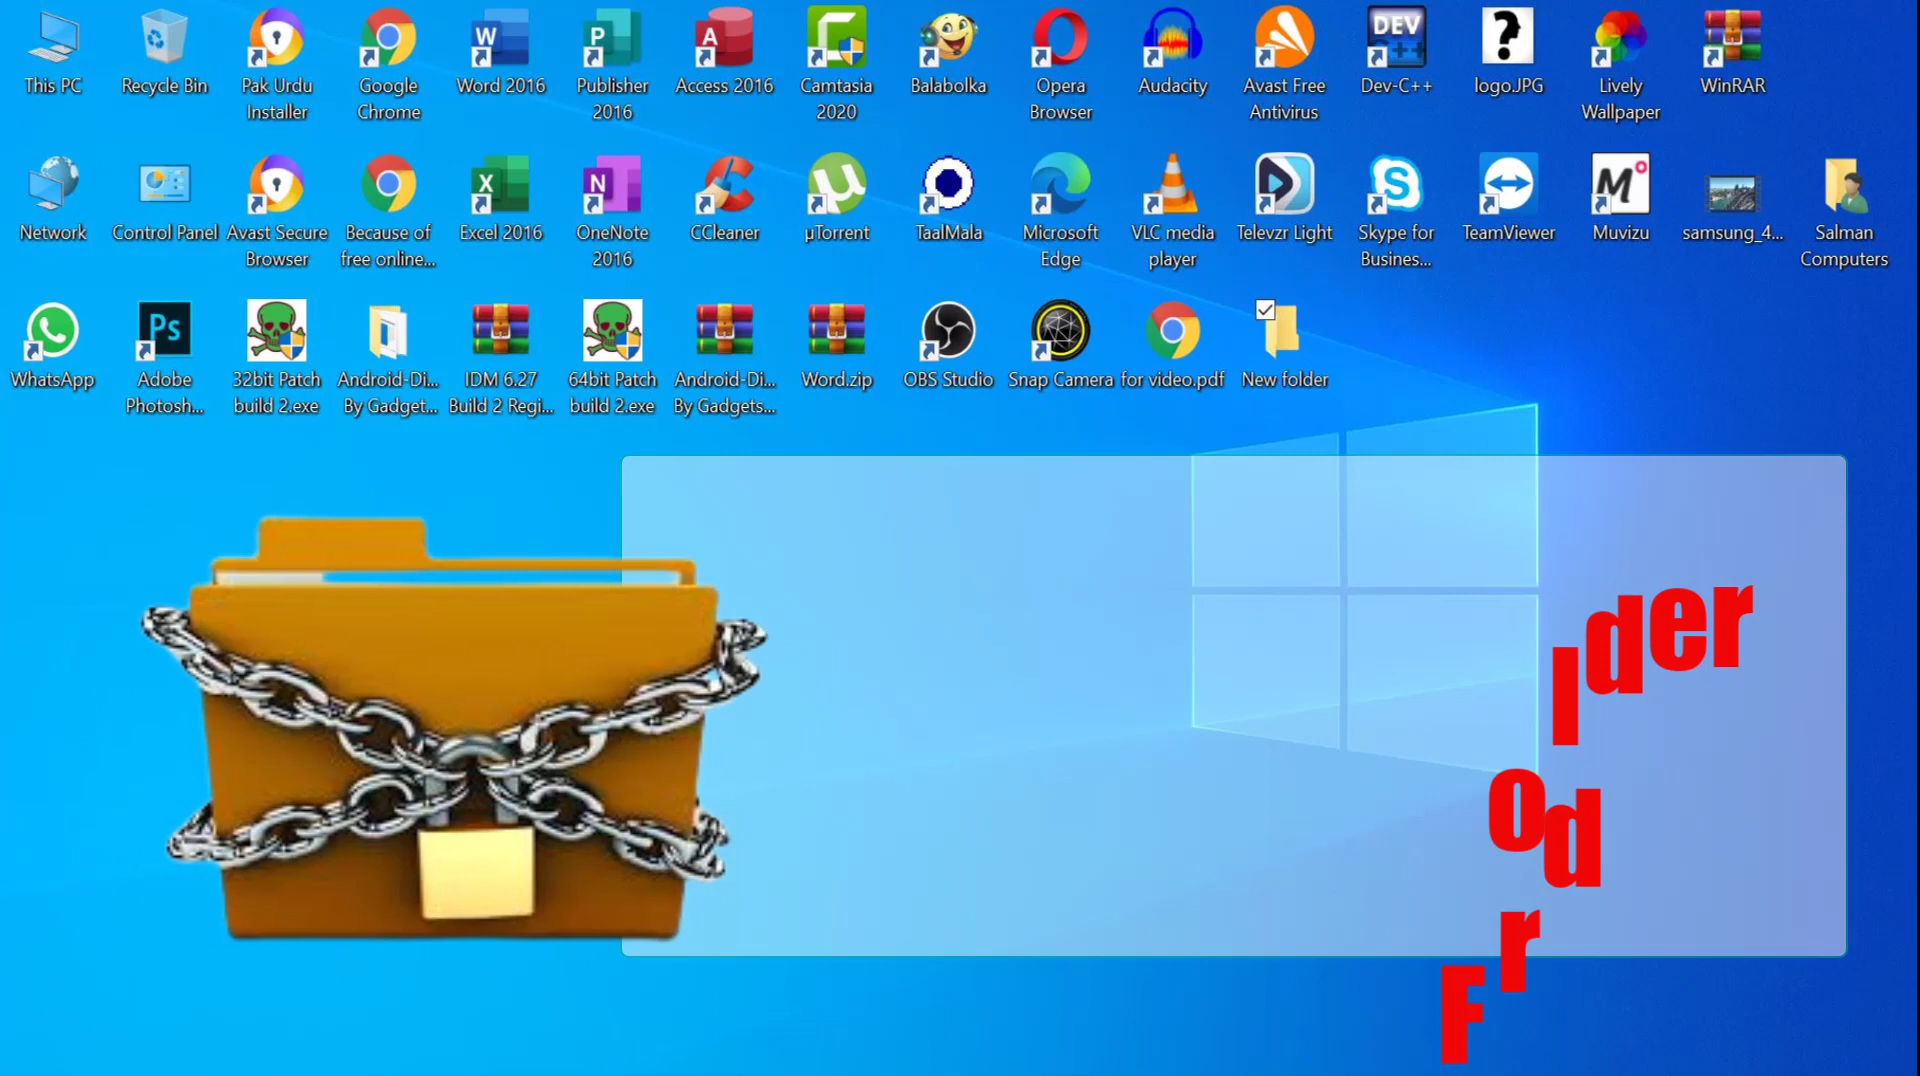 This PC
Recycle Bin
Pak Urdu
Installer
Google
Chrome
Word 2016
Publisher
2016
Access 2016
Camtasia
2020
Balabolka
Opera
Browser
Audacity
Avast Free
Antivirus
DEV
C++
Dev-C++
?
logo.JPG
Lively
Wallpaper
WinRAR
Network
Control Panel
Avast Secure
Browser
Because of
free online...
Excel 2016
OneNote
2016
CCleaner
µTorrent
TaalMala
Microsoft
Edge
VLC media
player
Televzr Light
Skype for
Busines...
TeamViewer
Muvizu
samsung_4...
Salman
Computers
WhatsApp
Ps
Adobe
Photosh...
32bit Patch
build 2.exe
Android-Di...
By Gadget...
IDM 6.27
Build 2 Regi...
64bit Patch
build 2.exe
Android-Di...
By Gadgets...
Word.zip
OBS Studio
Snap Camera
for video.pdf
New folder
lder
od
r
F